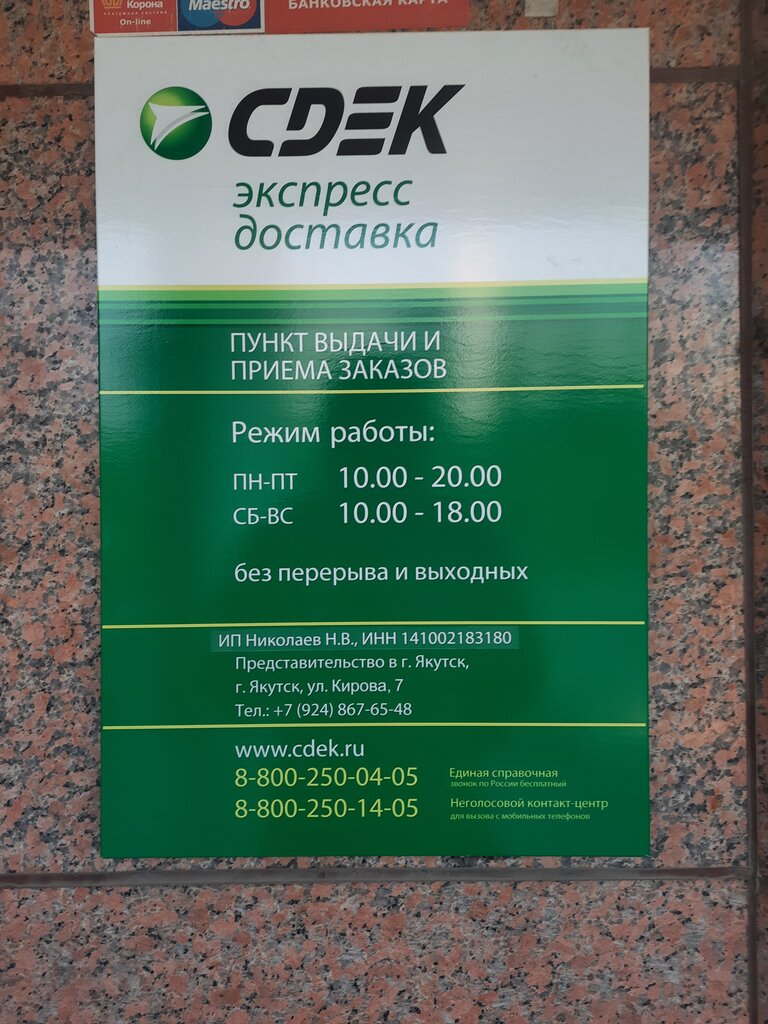 Корона
ПЛАТЕЖНАЯ СИСТЕМА
On-line
Maestro
БАНКОВСКАЯ КАРТА
CDEK
экспресс
доставка
ПУНКТ ВЫДАЧИ И
ПРИЕМА ЗАКАЗОВ
Режим работы:
ПН-ПТ 10.00 - 20.00
СБ-ВС 10.00 - 18.00
без перерыва и выходных
ИП Николаев Н.В., ИНН 141002183180
Представительство в г. Якутск,
г. Якутск, ул. Кирова, 7
Тел.: +7 (924) 867-65-48
www.cdek.ru
8-800-250-04-05 Единая справочная
звонок по России бесплатный
8-800-250-14-05 Неголосовой контакт-центр
для вызова с мобильных телефонов